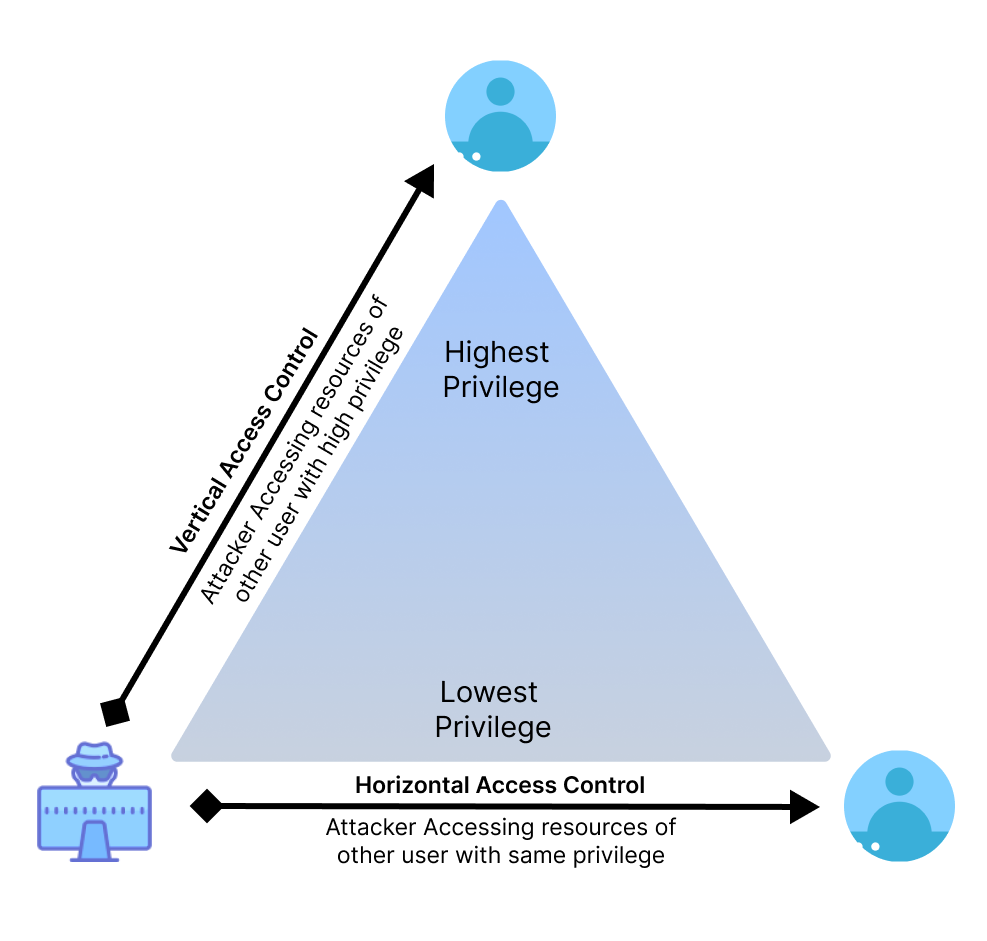 Highest
Privilege
Vertical Access Control
Attacker Accessing resources of
other user with high privilege
Lowest
Privilege
Horizontal Access Control
Attacker Accessing resources of
other user with same privilege